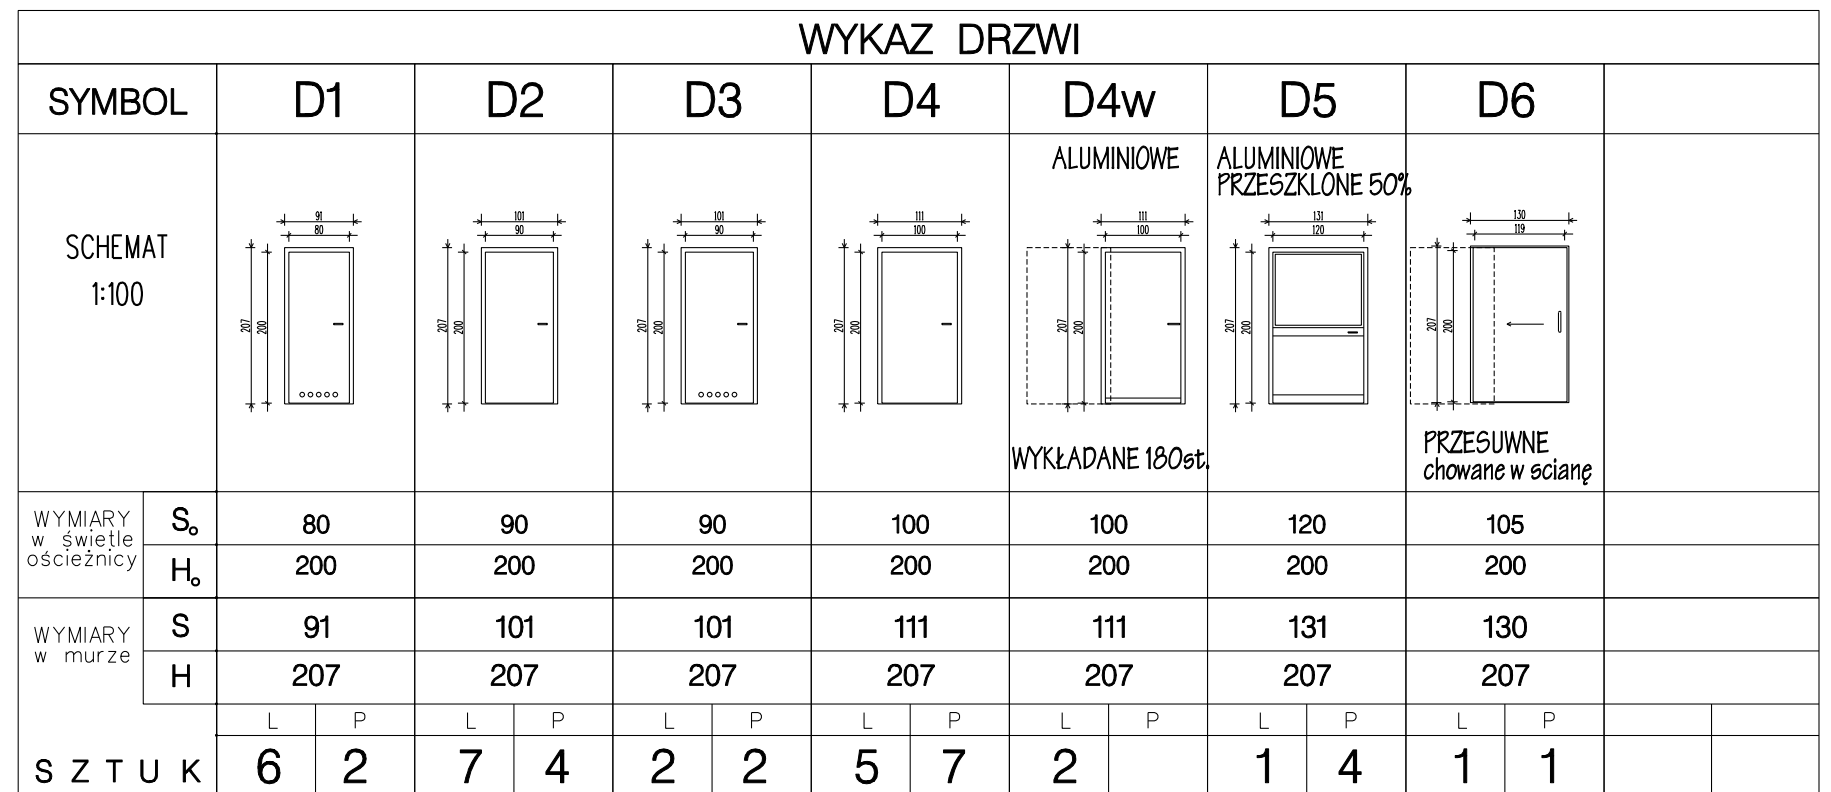 WYKAZ DRZWI
SYMBOL D1 D2 D3 D4 D4w D5 D6
ALUMINIOWE ALUMINIOWE
PRZESZKLONE 50%
SCHEMAT
1:100
91 101 101 111 111 131 130
80 90 90 100 100 120 119
207 200 207 200 207 200 207 200 207 200 207 200 207 200
WYKŁADANE 180st. PRZESUWNE
chowane w scianę
WYMIARY
w świetle
ościeżnicy
So 80 90 90 100 100 120 105
Ho 200 200 200 200 200 200 200
WYMIARY
w murze
S 91 101 101 111 111 131 130
H 207 207 207 207 207 207 207
L P L P L P L P L P L P L P
SZTUK 6 2 7 4 2 2 5 7 2 1 4 1 1